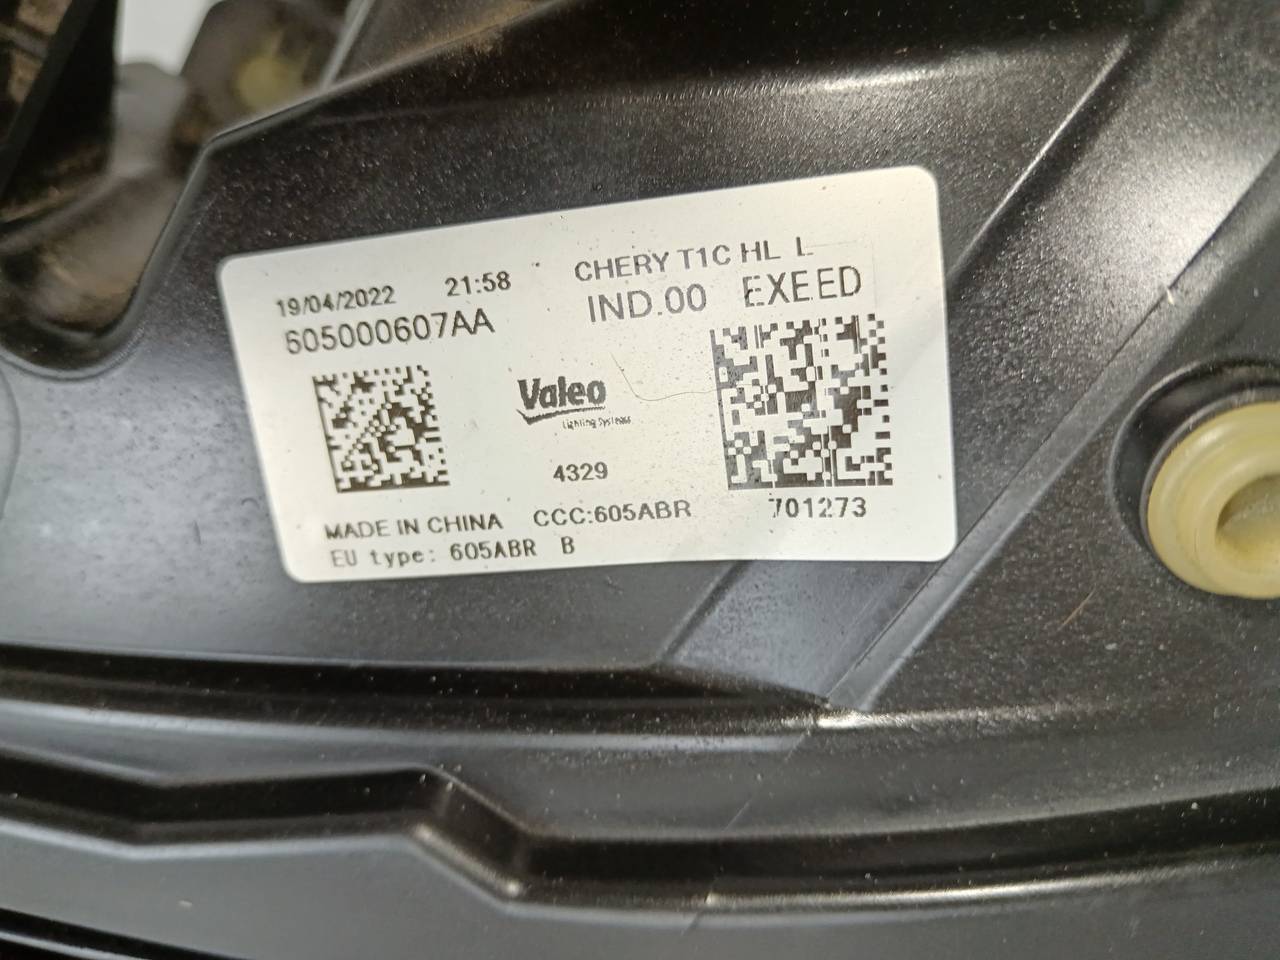 19/04/2022 21:58
605000607AA
CHERY T1C HL L
IND.00 EXEED
Valeo
Lighting Systems
4329
701273
MADE IN CHINA CCC:605ABR
EU type: 605ABR B